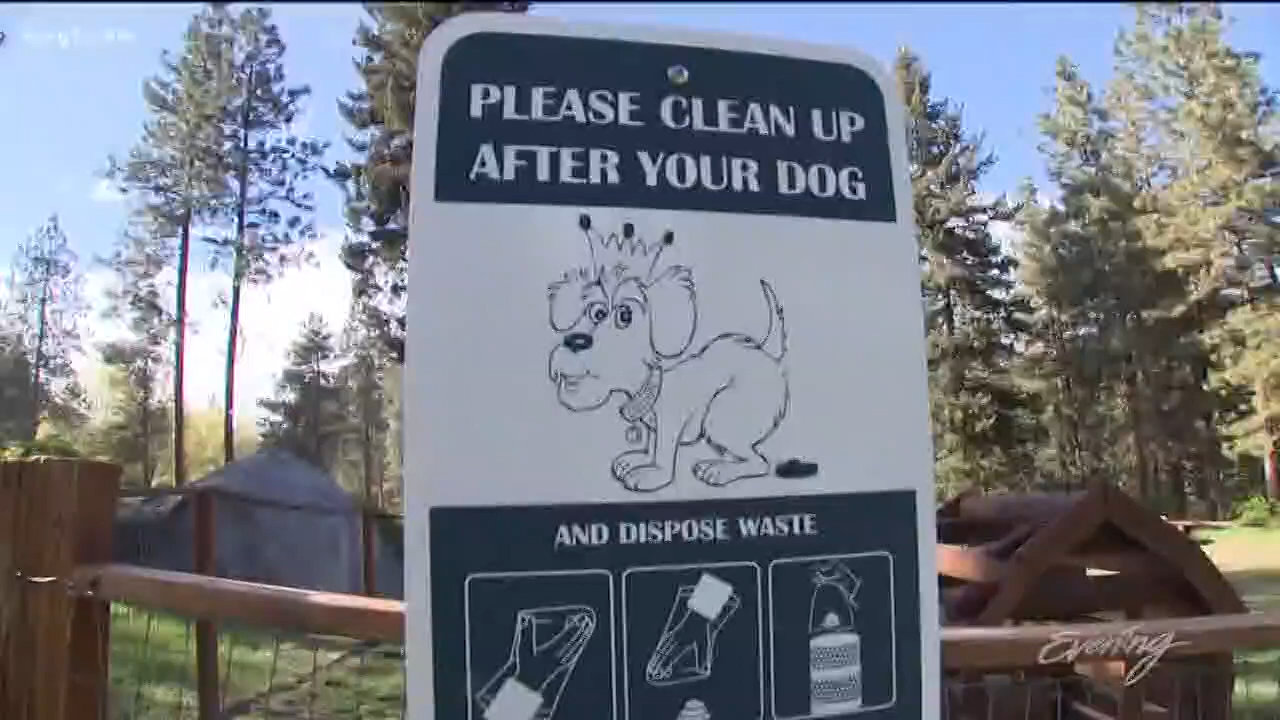 PLEASE CLEAN UP
AFTER YOUR DOG
AND DISPOSE WASTE
Evening